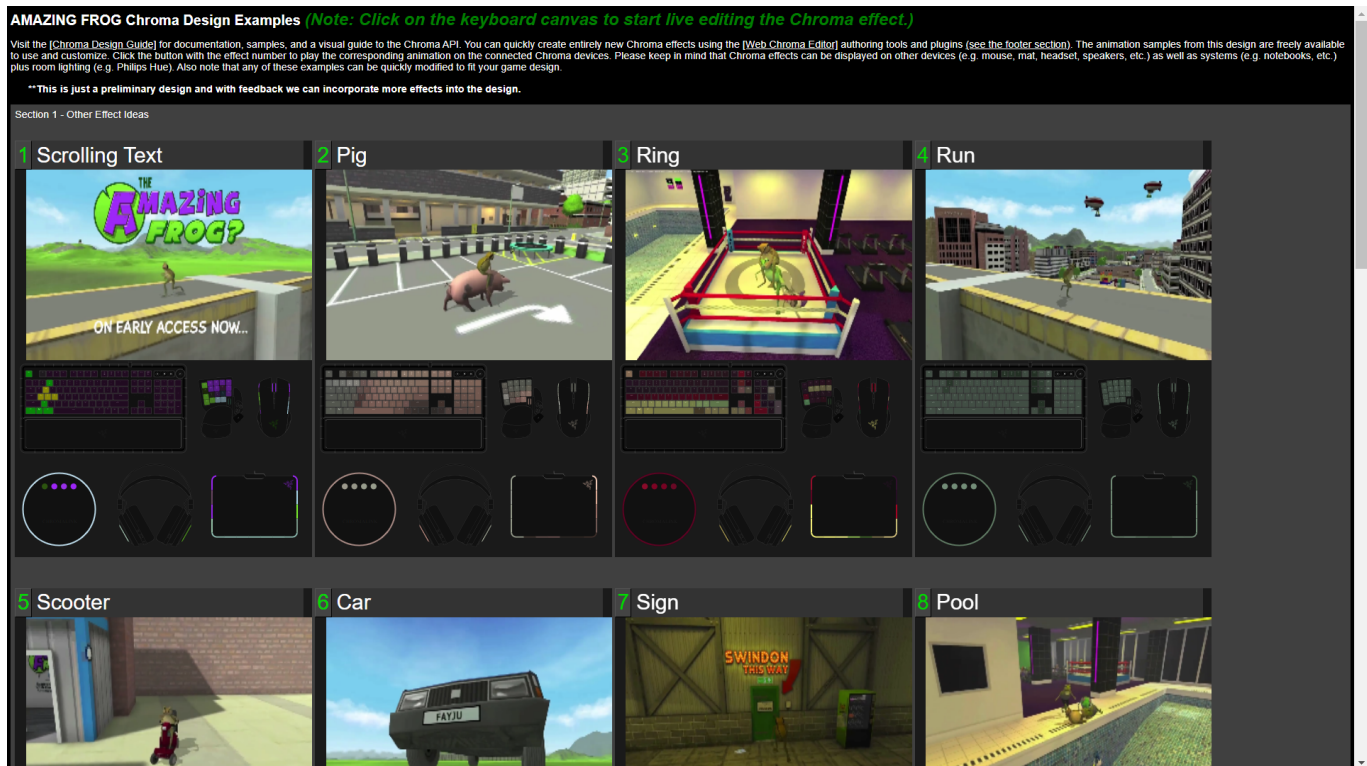 AMAZING FROG Chroma Design Examples (Note: Click on the keyboard canvas to start live editing the Chroma effect.)
Visit the [Chroma Design Guide] for documentation, samples, and a visual guide to the Chroma API. You can quickly create entirely new Chroma effects using the [Web Chroma Editor] authoring tools and plugins (see the footer section). The animation samples from this design are freely available
to use and customize. Click the button with the effect number to play the corresponding animation on the connected Chroma devices. Please keep in mind that Chroma effects can be displayed on other devices (e.g. mouse, mat, headset, speakers, etc.) as well as systems (e.g. notebooks, etc.)
plus room lighting (e.g. Philips Hue). Also note that any of these examples can be quickly modified to fit your game design.
**This is just a preliminary design and with feedback we can incorporate more effects into the design.
Section 1 - Other Effect Ideas
1 Scrolling Text
2 Pig
3 Ring
4 Run
THE
AMAZING
FROG?
ON EARLY ACCESS NOW...
5 Scooter
6 Car
7 Sign
8 Pool
FAYJU
SWINDON
THIS WAY